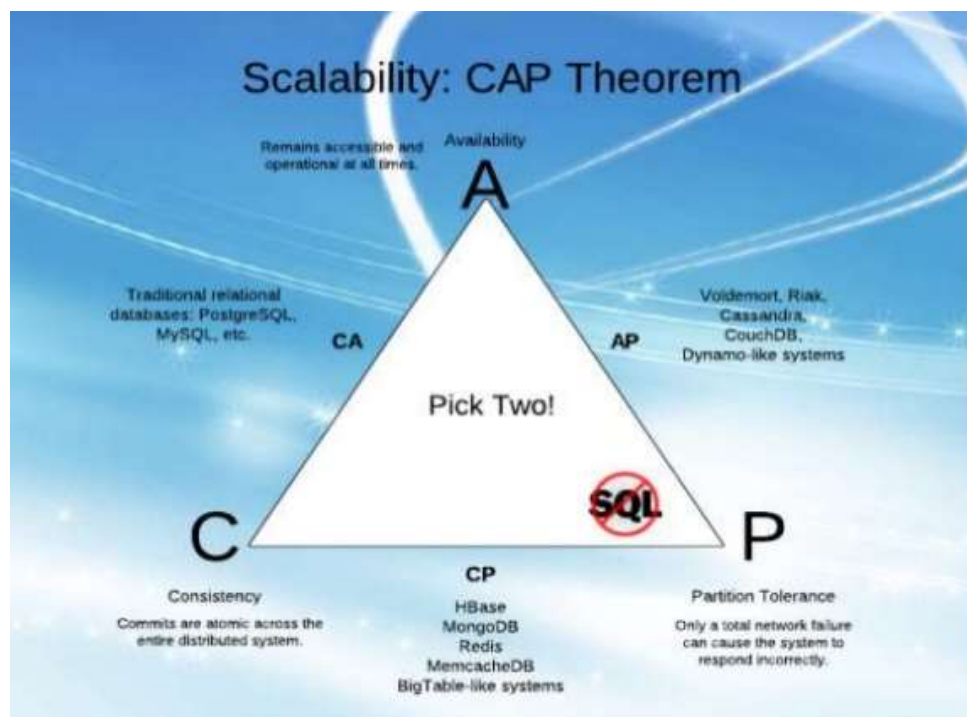 Scalability: CAP Theorem
Availability
Remains accessible and
operational at all times.
A
Traditional relational
databases: PostgreSQL,
MySQL, etc.
CA
AP
Voldemort, Riak,
Cassandra,
CouchDB,
Dynamo-like systems
Pick Two!
SQL
C
P
Consistency
Commits are atomic across the
entire distributed system.
CP
HBase
MongoDB
Redis
MemcacheDB
BigTable-like systems
Partition Tolerance
Only a total network failure
can cause the system to
respond incorrectly.